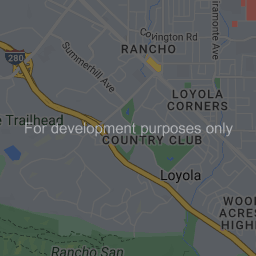 Covington Rd
RANCHO
280
Summerhill Ave
iramonte Ave
LOYOLA
CORNERS
e Trailhead
For development purposes only
COUNTRY CLUB
Loyola
WOO
ACRES
HIGH
Rancho San